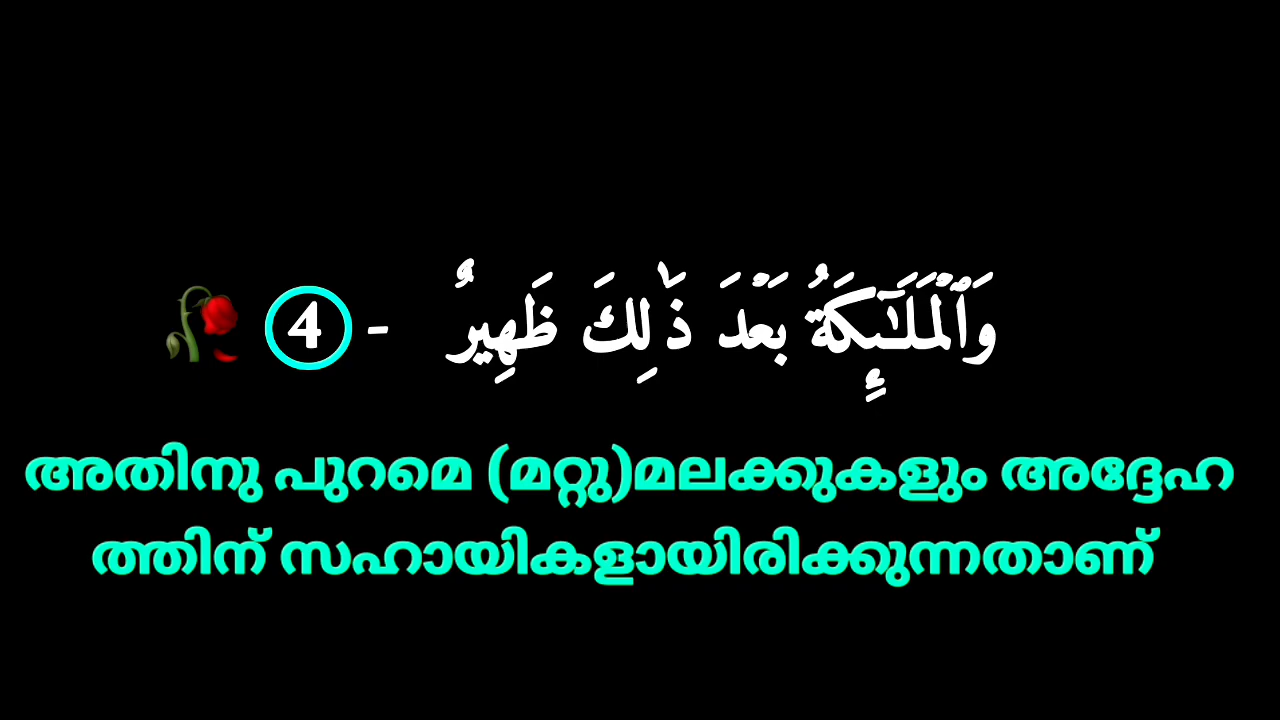 وَٱلْمَلَـٰٓئِكَةُ بَعْدَ ذَٰلِكَ ظَهِيرٌ - 4 🥀
അതിനു പുറമെ (മറ്റു)മലക്കുകളും അദ്ദേഹ
ത്തിന് സഹായികളായിരിക്കുന്നതാണ്